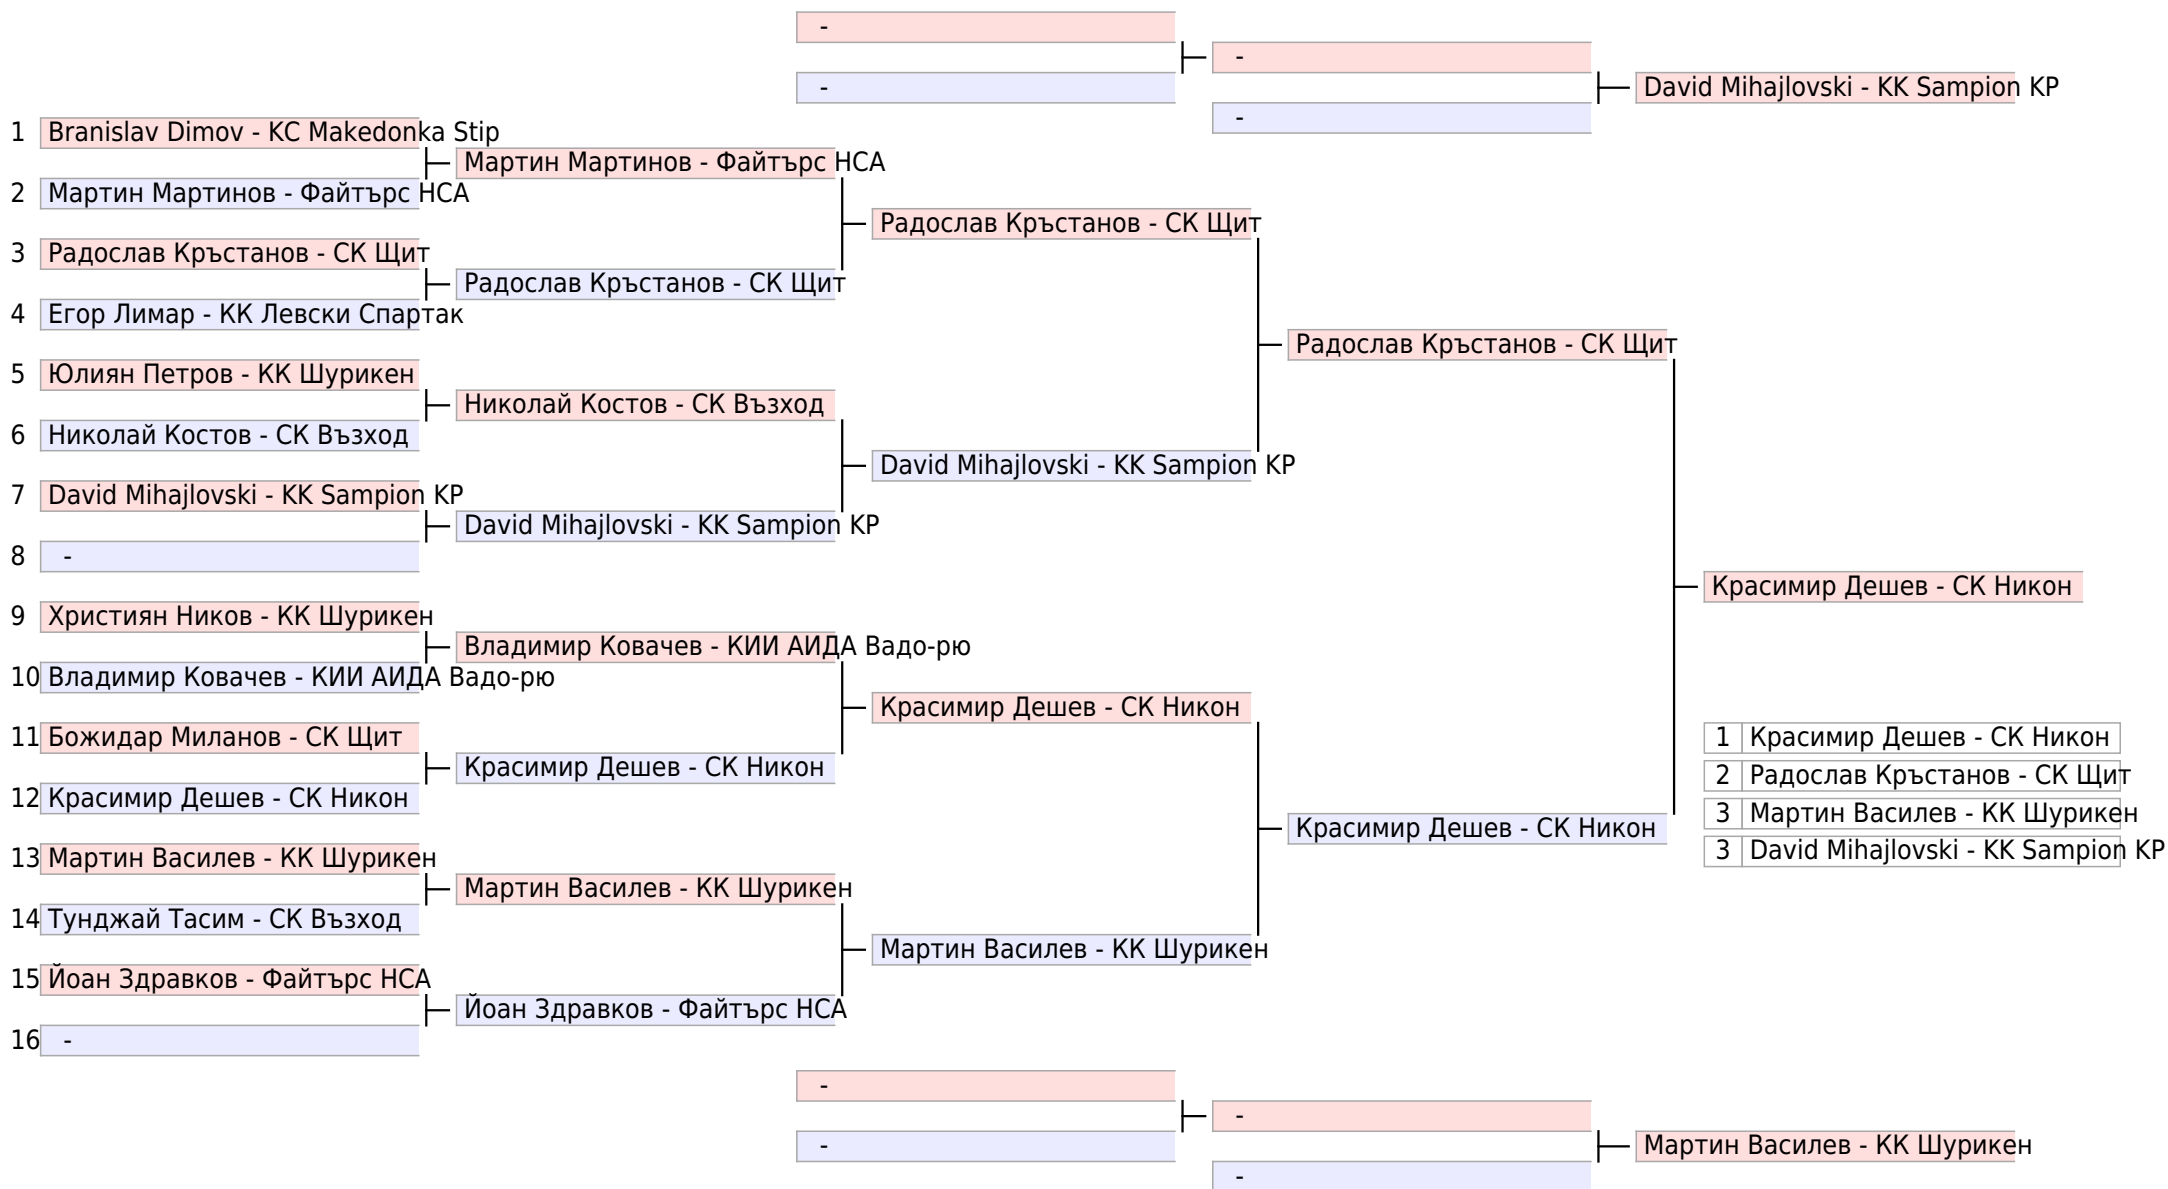 -
-
-
-
David Mihajlovski - KK Sampion KP
1 Branislav Dimov - KC Makedonka Stip
2 Мартин Мартинов - Файтърс НСА
3 Радослав Кръстанов - СК Щит
4 Егор Лимар - КК Левски Спартак
5 Юлиян Петров - КК Шурикен
6 Николай Костов - СК Възход
7 David Mihajlovski - KK Sampion KP
8 -
9 Християн Ников - КК Шурикен
10 Владимир Ковачев - КИИ АИДА Вадо-рю
11 Божидар Миланов - СК Щит
12 Красимир Дешев - СК Никон
13 Мартин Василев - КК Шурикен
14 Тунджай Тасим - СК Възход
15 Йоан Здравков - Файтърс НСА
16 -
Мартин Мартинов - Файтърс НСА
Радослав Кръстанов - СК Щит
Николай Костов - СК Възход
David Mihajlovski - KK Sampion KP
Владимир Ковачев - КИИ АИДА Вадо-рю
Красимир Дешев - СК Никон
Мартин Василев - КК Шурикен
Йоан Здравков - Файтърс НСА
Радослав Кръстанов - СК Щит
David Mihajlovski - KK Sampion KP
Красимир Дешев - СК Никон
Мартин Василев - КК Шурикен
Радослав Кръстанов - СК Щит
Красимир Дешев - СК Никон
Красимир Дешев - СК Никон
1 Красимир Дешев - СК Никон
2 Радослав Кръстанов - СК Щит
3 Мартин Василев - КК Шурикен
3 David Mihajlovski - KK Sampion KP
-
-
-
-
Мартин Василев - КК Шурикен